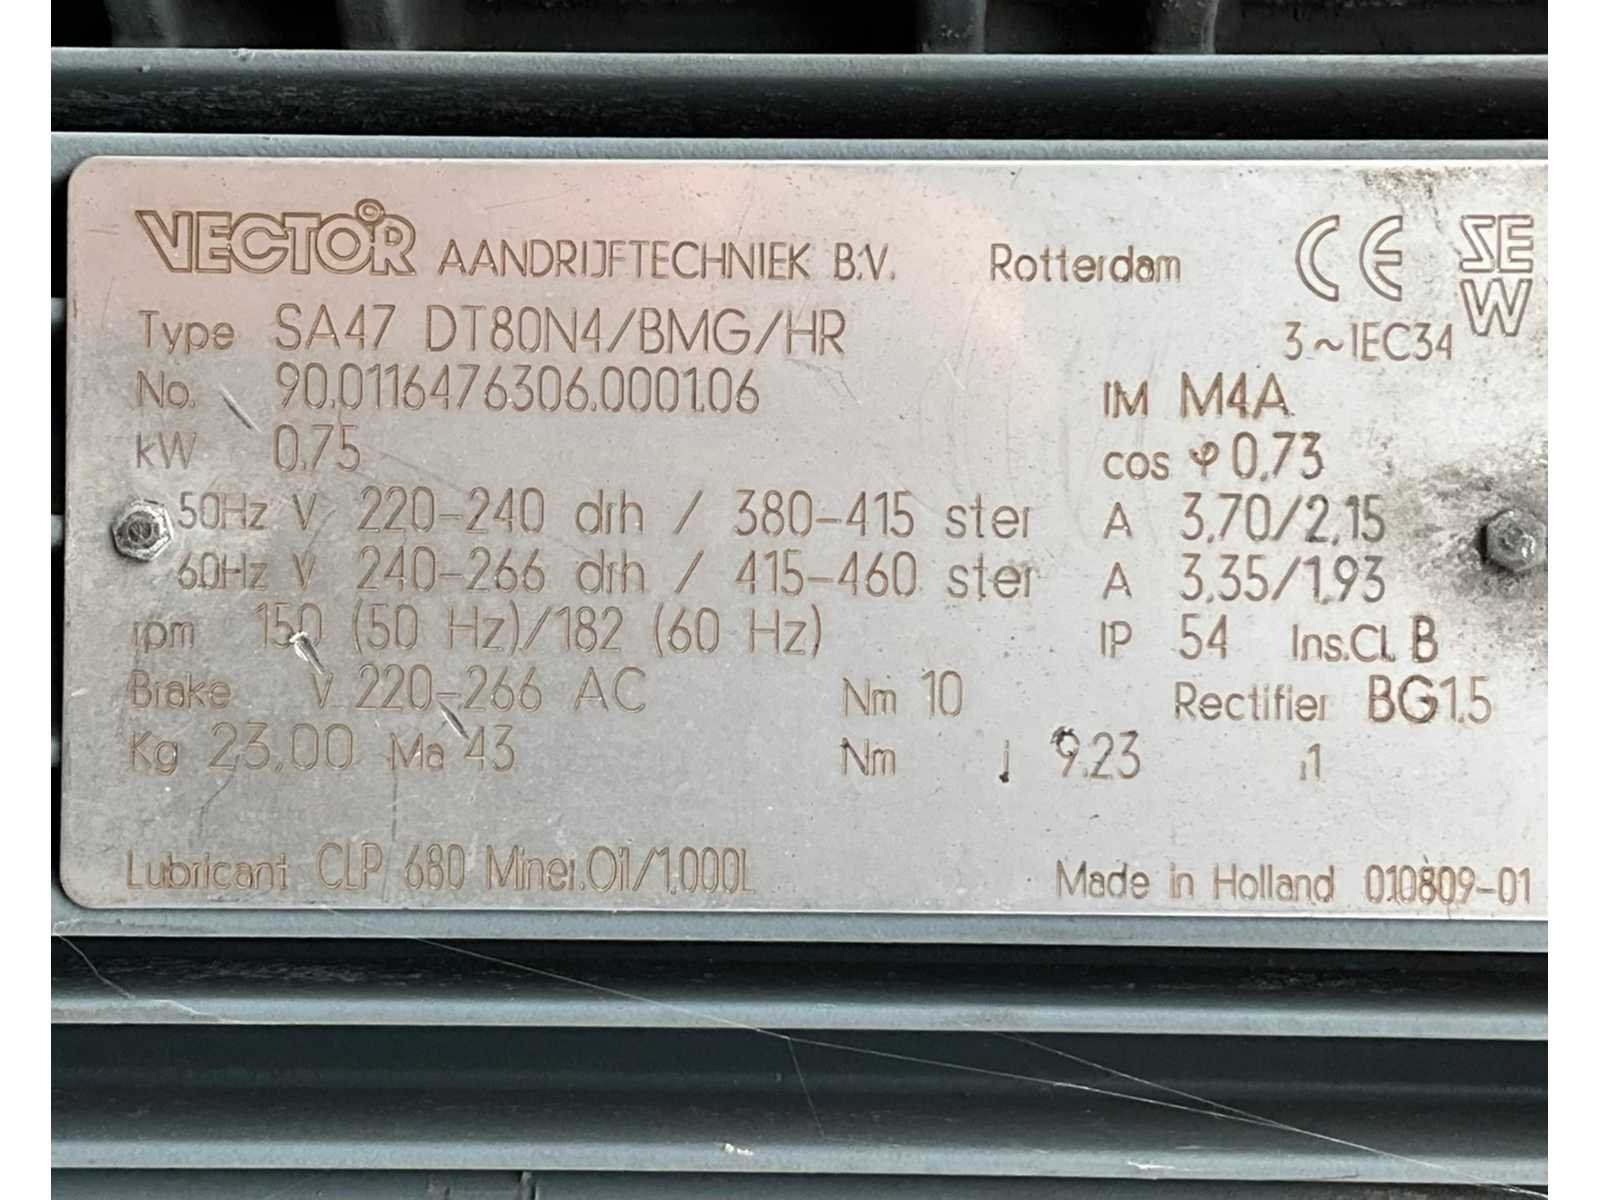 VECTOR AANDRIJFTECHNIEK B.V. Rotterdam CE SEW
Type SA47 DT80N4/BMG/HR 3~IEC34
No. 90.0116476306.0001.06 IM M4A
kW 0,75 cos φ 0,73
50Hz V 220-240 drh / 380-415 ster A 3,70/2,15
60Hz V 240-266 drh / 415-460 ster A 3,35/1,93
rpm 150 (50 Hz)/182 (60 Hz) IP 54 Ins.Cl. B
Brake V 220-266 AC Nm 10 Rectifier BG1.5
Kg 23,00 Ma 43 Nm i 9,23 :1
Lubricant CLP 680 Miner.Oil/1.000L Made in Holland 010809-01